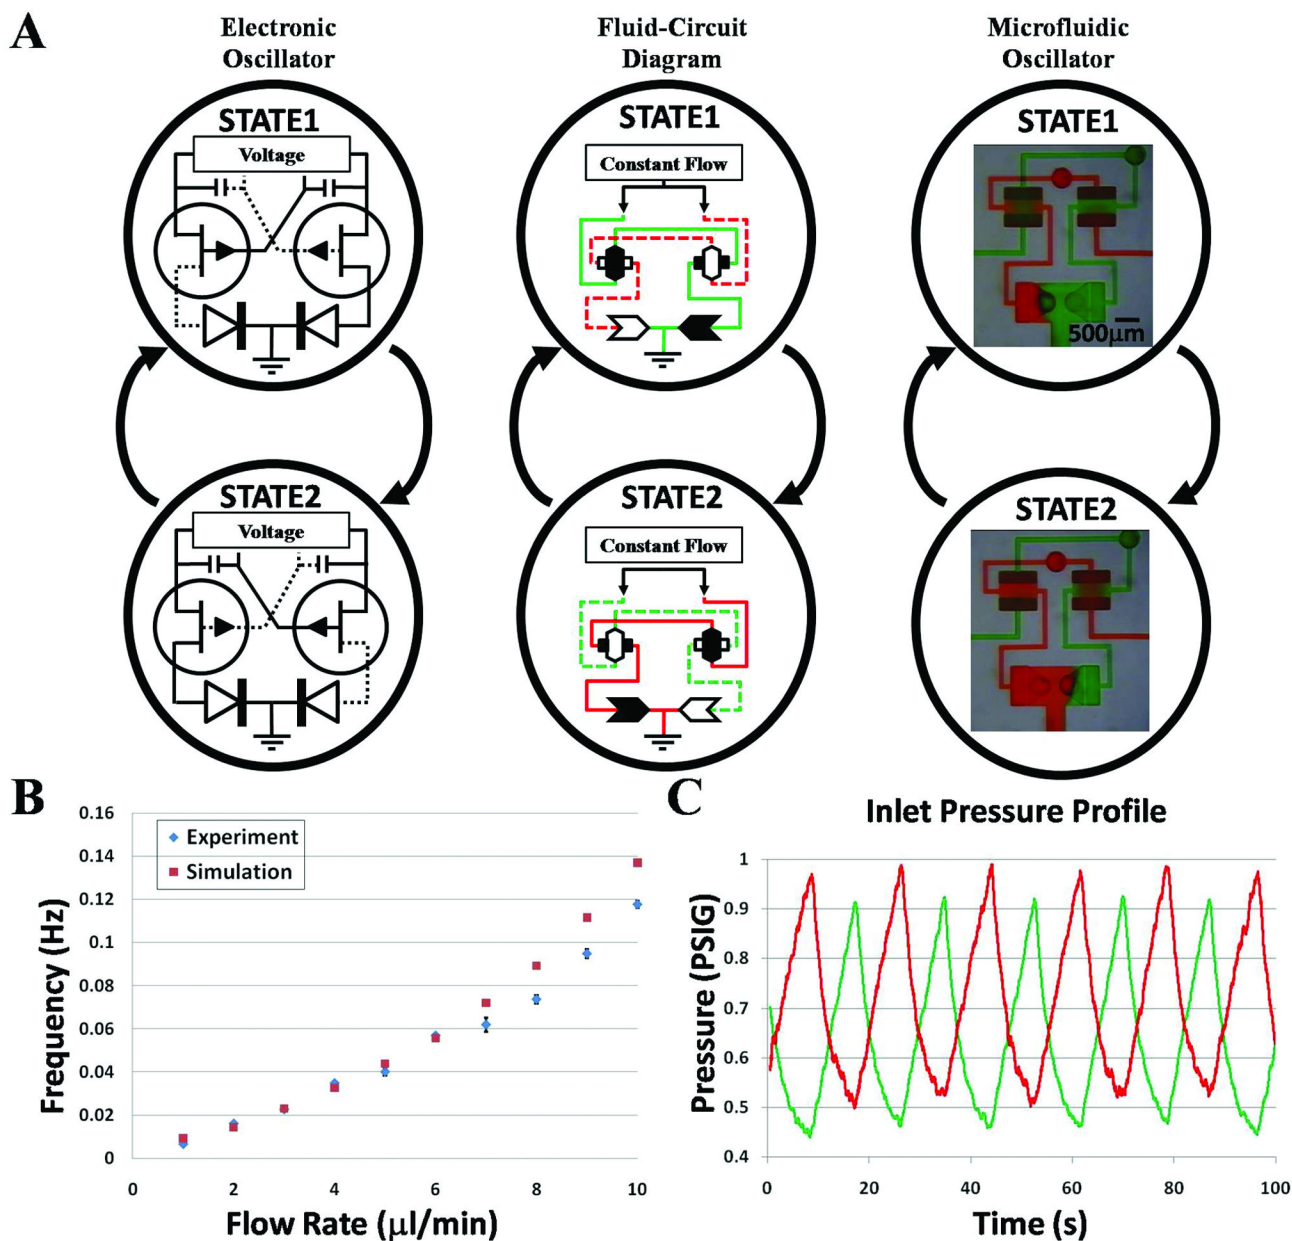 A
Electronic
Oscillator
Fluid-Circuit
Diagram
Microfluidic
Oscillator
STATE1
Voltage
STATE1
Constant Flow
STATE1
500μm
STATE2
Voltage
STATE2
Constant Flow
STATE2
B
0.16
0.14
0.12
0.1
0.08
0.06
0.04
0.02
0
Frequency (Hz)
Experiment
Simulation
0 2 4 6 8 10
Flow Rate (μl/min)
C
Inlet Pressure Profile
1
0.9
0.8
0.7
0.6
0.5
0.4
Pressure (PSIG)
0 20 40 60 80 100
Time (s)